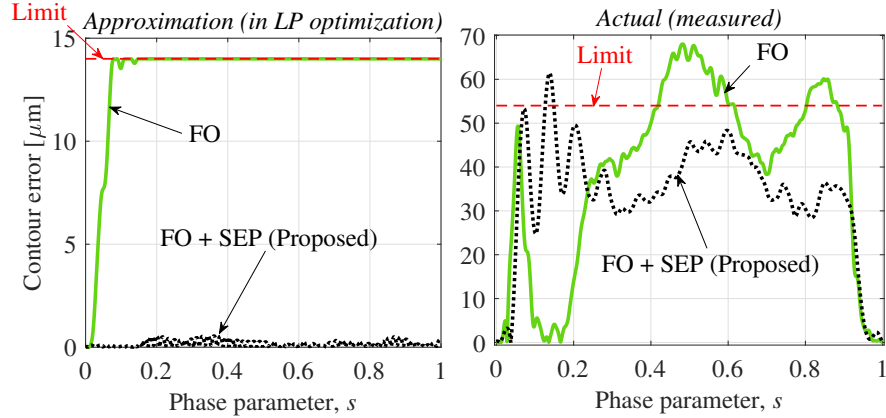 Approximation (in LP optimization)
Limit
15
10
5
0
Contour error [μm]
FO
FO + SEP (Proposed)
0
0.2
0.4
0.6
0.8
1
Phase parameter, s
Actual (measured)
70
60
50
40
30
20
10
0
Limit
FO
FO + SEP (Proposed)
0
0.2
0.4
0.6
0.8
1
Phase parameter, s